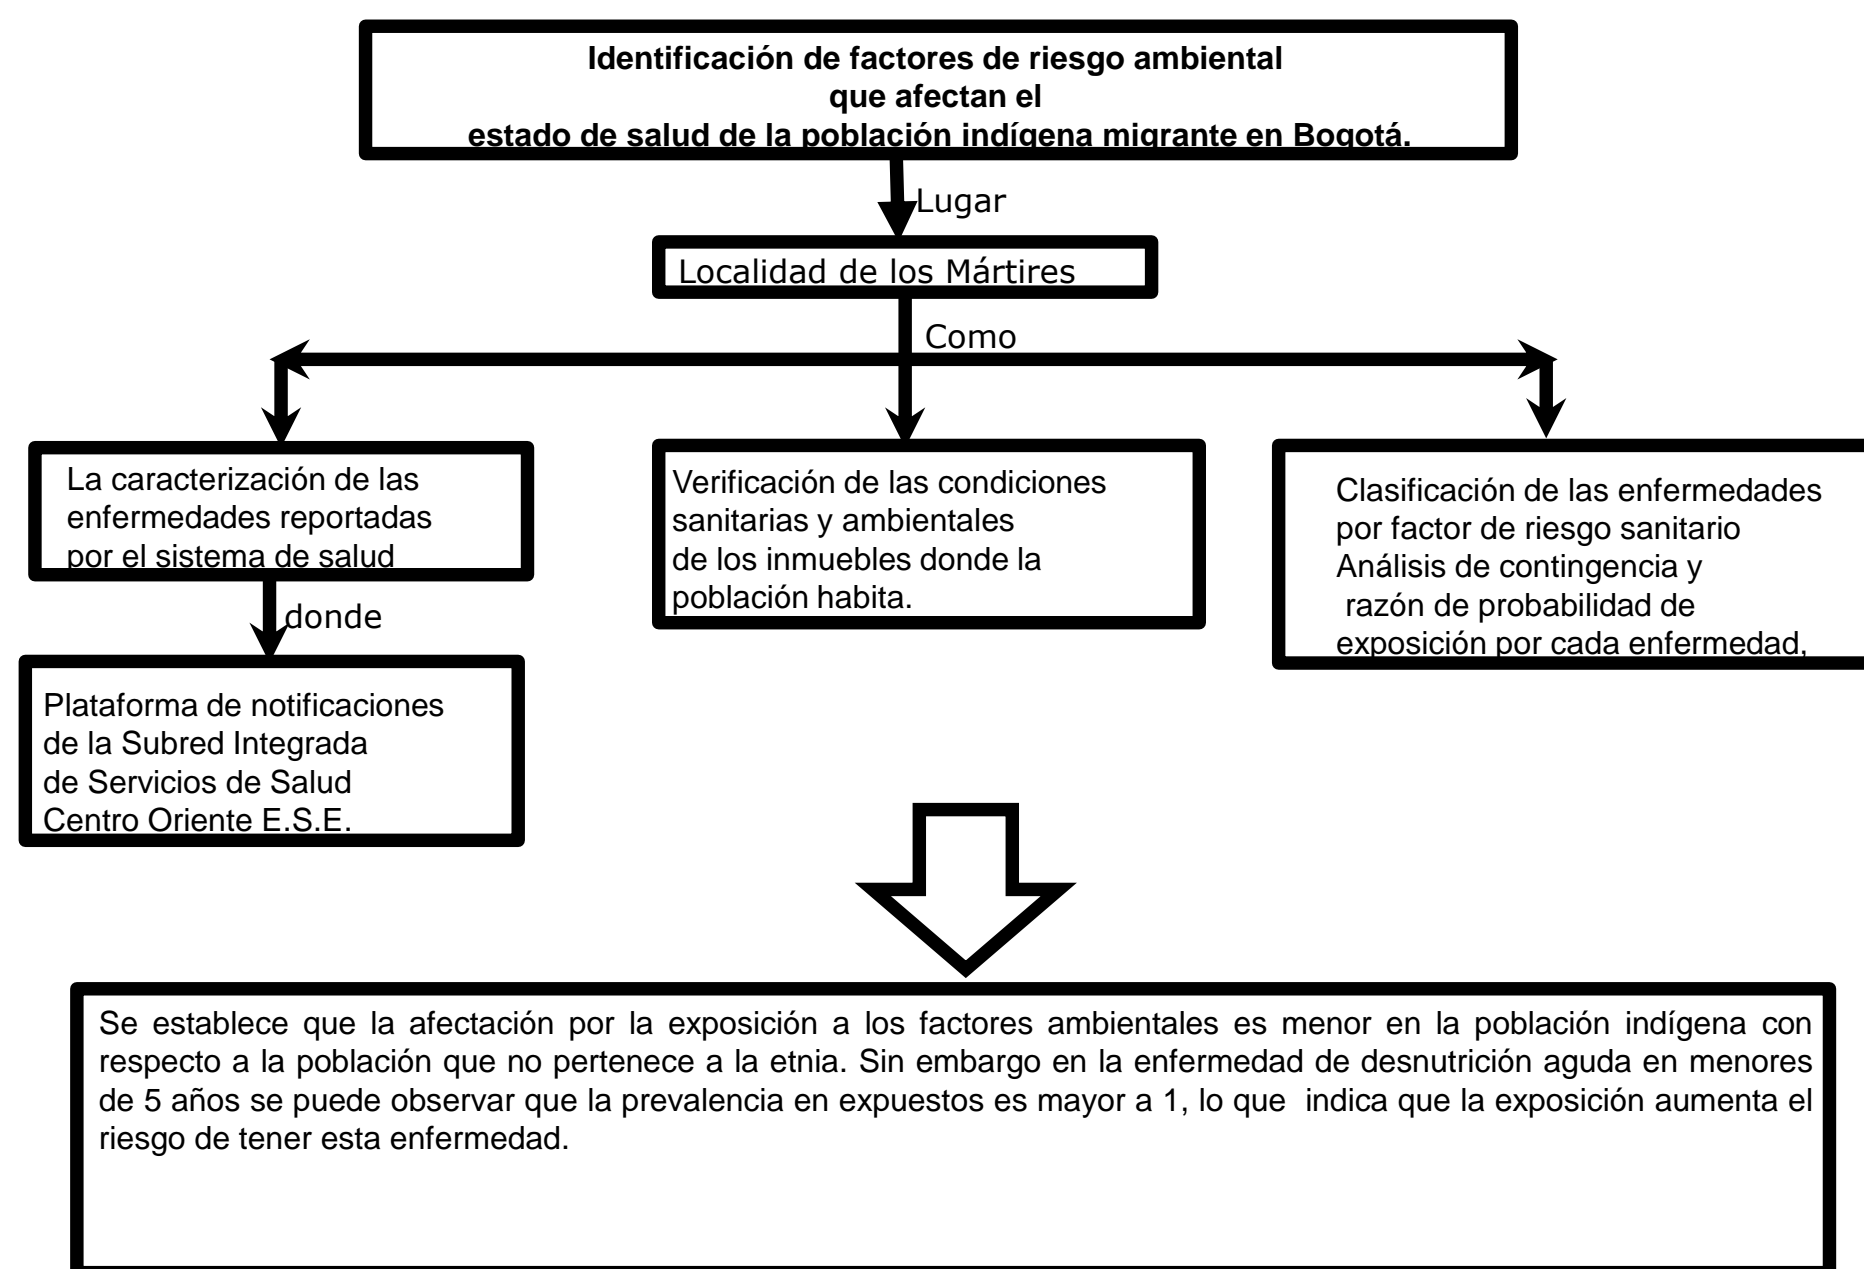 Identificación de factores de riesgo ambiental
que afectan el
estado de salud de la población indígena migrante en Bogotá.
Lugar
Localidad de los Mártires
Como
La caracterización de las
enfermedades reportadas
por el sistema de salud
donde
Plataforma de notificaciones
de la Subred Integrada
de Servicios de Salud
Centro Oriente E.S.E.
Verificación de las condiciones
sanitarias y ambientales
de los inmuebles donde la
población habita.
Clasificación de las enfermedades
por factor de riesgo sanitario
Análisis de contingencia y
razón de probabilidad de
exposición por cada enfermedad,
Se establece que la afectación por la exposición a los factores ambientales es menor en la población indígena con
respecto a la población que no pertenece a la etnia. Sin embargo en la enfermedad de desnutrición aguda en menores
de 5 años se puede observar que la prevalencia en expuestos es mayor a 1, lo que indica que la exposición aumenta el
riesgo de tener esta enfermedad.